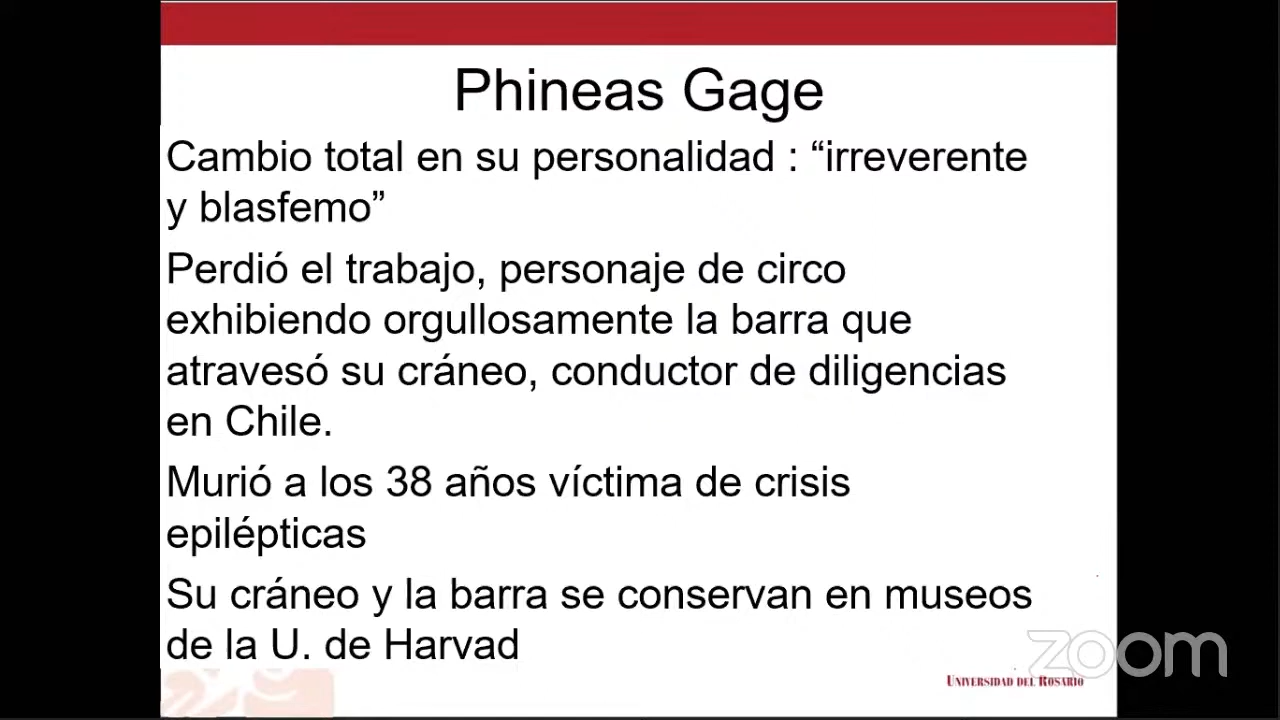 Phineas Gage
Cambio total en su personalidad : “irreverente
y blasfemo”
Perdió el trabajo, personaje de circo
exhibiendo orgullosamente la barra que
atravesó su cráneo, conductor de diligencias
en Chile.
Murió a los 38 años víctima de crisis
epilépticas
Su cráneo y la barra se conservan en museos
de la U. de Harvad
zoom
UNIVERSIDAD DEL ROSARIO